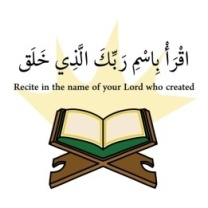 اقْرَأْ بِاسْمِ رَبِّكَ الَّذِي خَلَقَ
Recite in the name of your Lord who created